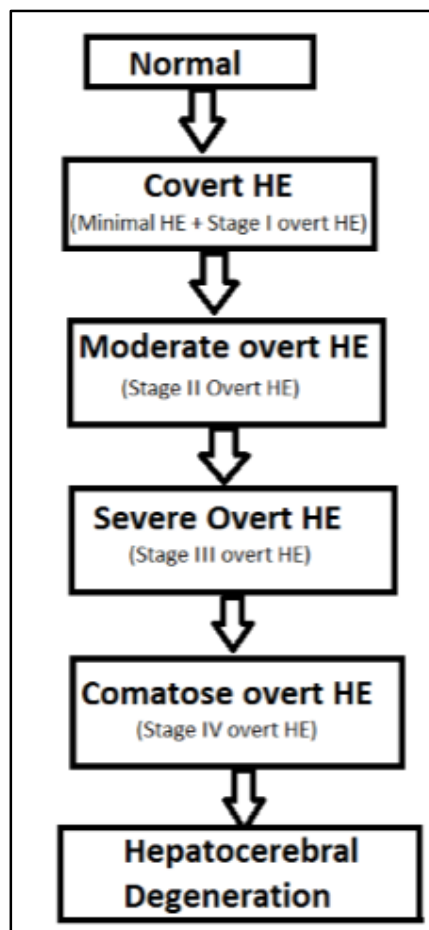 Normal
Covert HE
(Minimal HE + Stage I overt HE)
Moderate overt HE
(Stage II Overt HE)
Severe Overt HE
(Stage III overt HE)
Comatose overt HE
(Stage IV overt HE)
Hepatocerebral
Degeneration